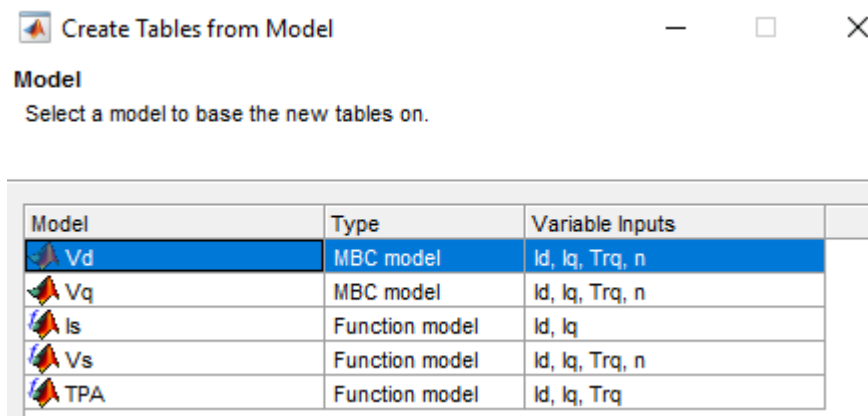 Create Tables from Model
Model
Select a model to base the new tables on.
Model Type Variable Inputs
Vd MBC model Id, Iq, Trq, n
Vq MBC model Id, Iq, Trq, n
Is Function model Id, Iq
Vs Function model Id, Iq, Trq, n
TPA Function model Id, Iq, Trq